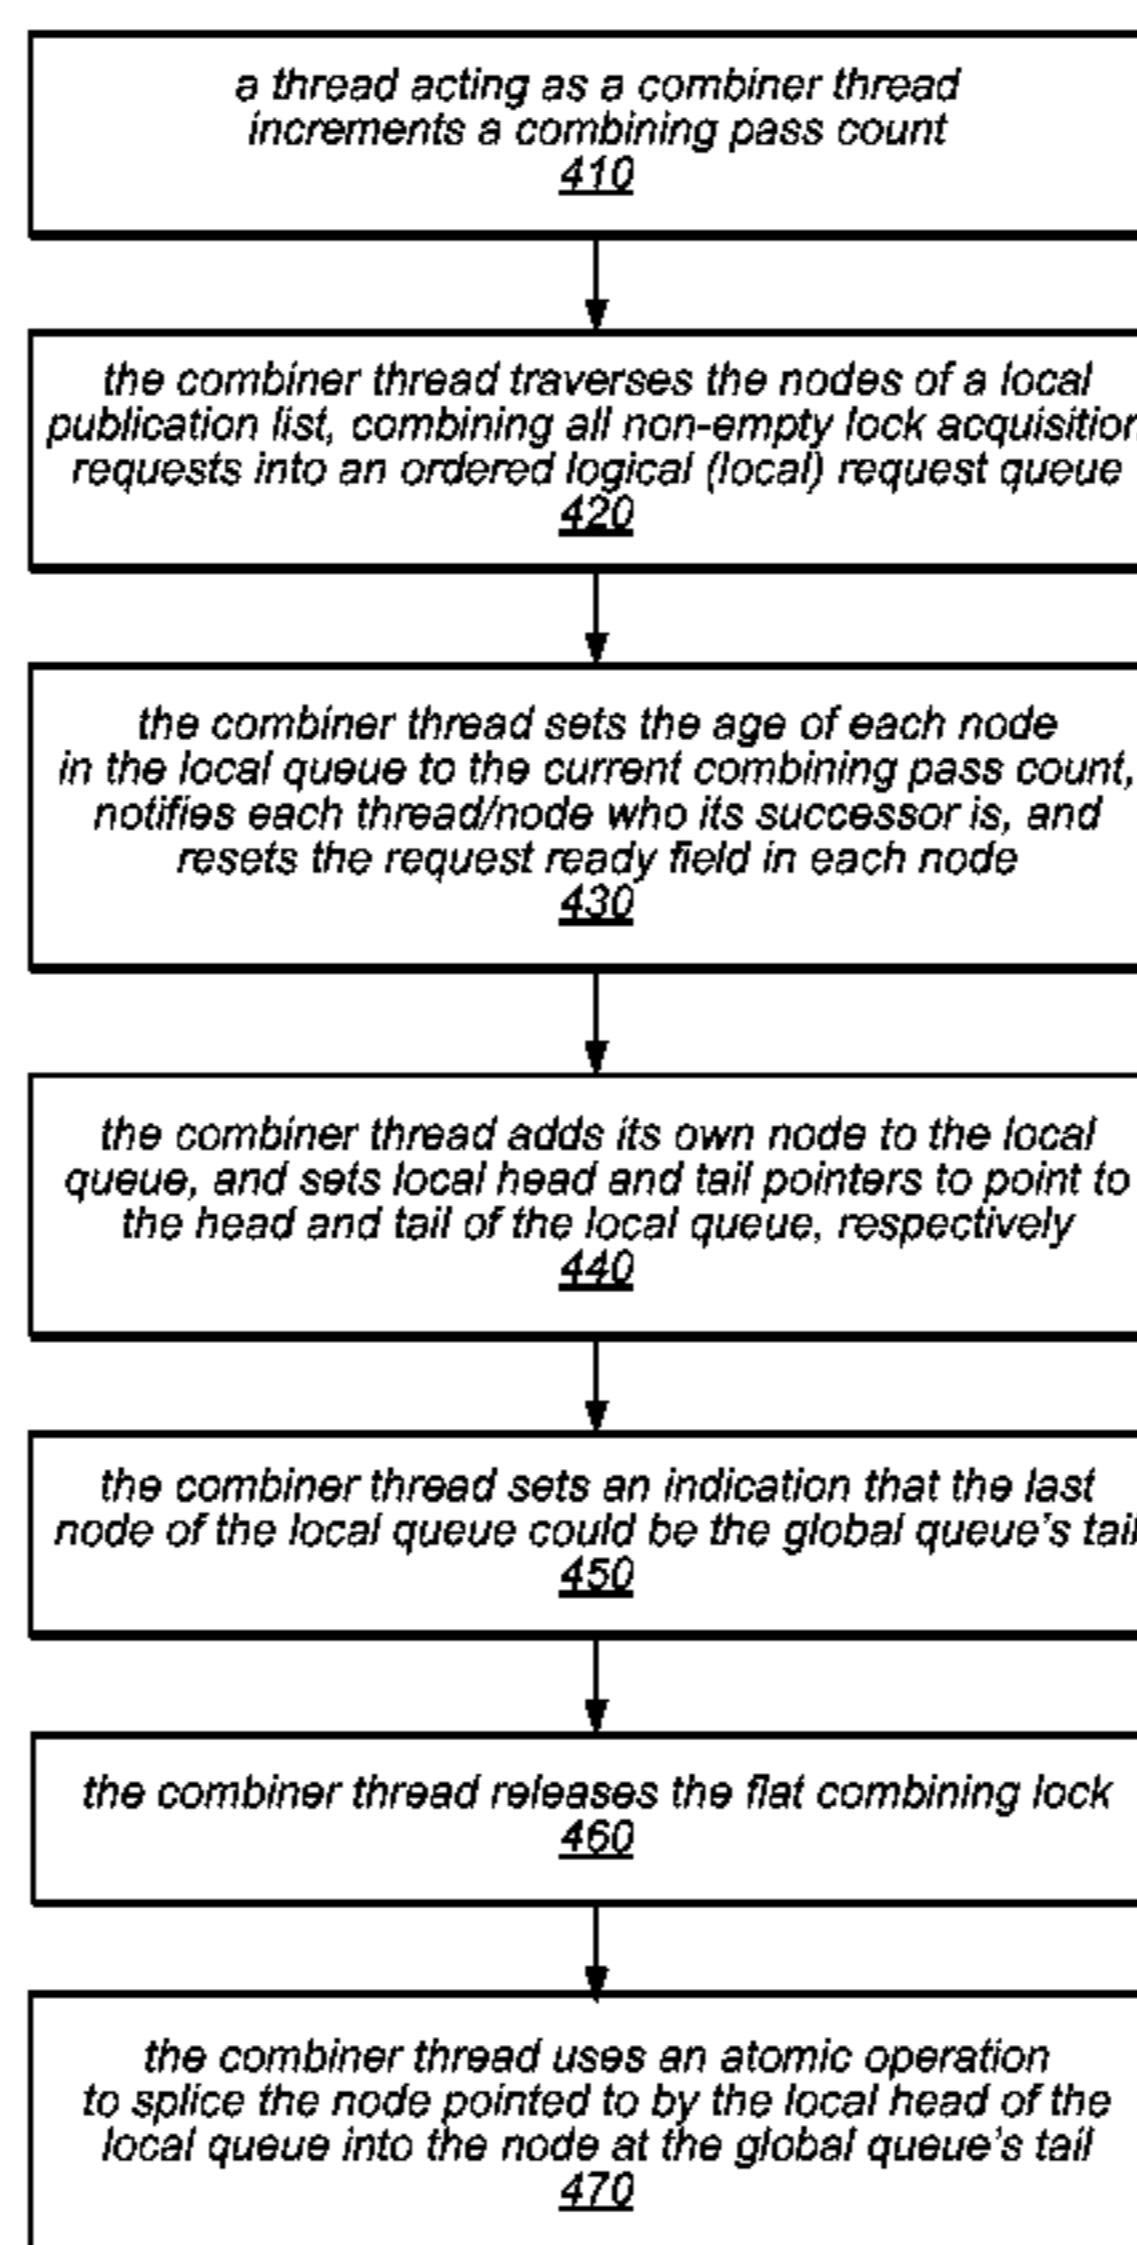 a thread acting as a combiner thread
increments a combining pass count
410
the combiner thread traverses the nodes of a local
publication list, combining all non-empty lock acquisition
requests into an ordered logical (local) request queue
420
the combiner thread sets the age of each node
in the local queue to the current combining pass count,
notifies each thread/node who its successor is, and
resets the request ready field in each node
430
the combiner thread adds its own node to the local
queue, and sets local head and tail pointers to point to
the head and tail of the local queue, respectively
440
the combiner thread sets an indication that the last
node of the local queue could be the global queue's tail
450
the combiner thread releases the flat combining lock
460
the combiner thread uses an atomic operation
to splice the node pointed to by the local head of the
local queue into the node at the global queue's tail
470